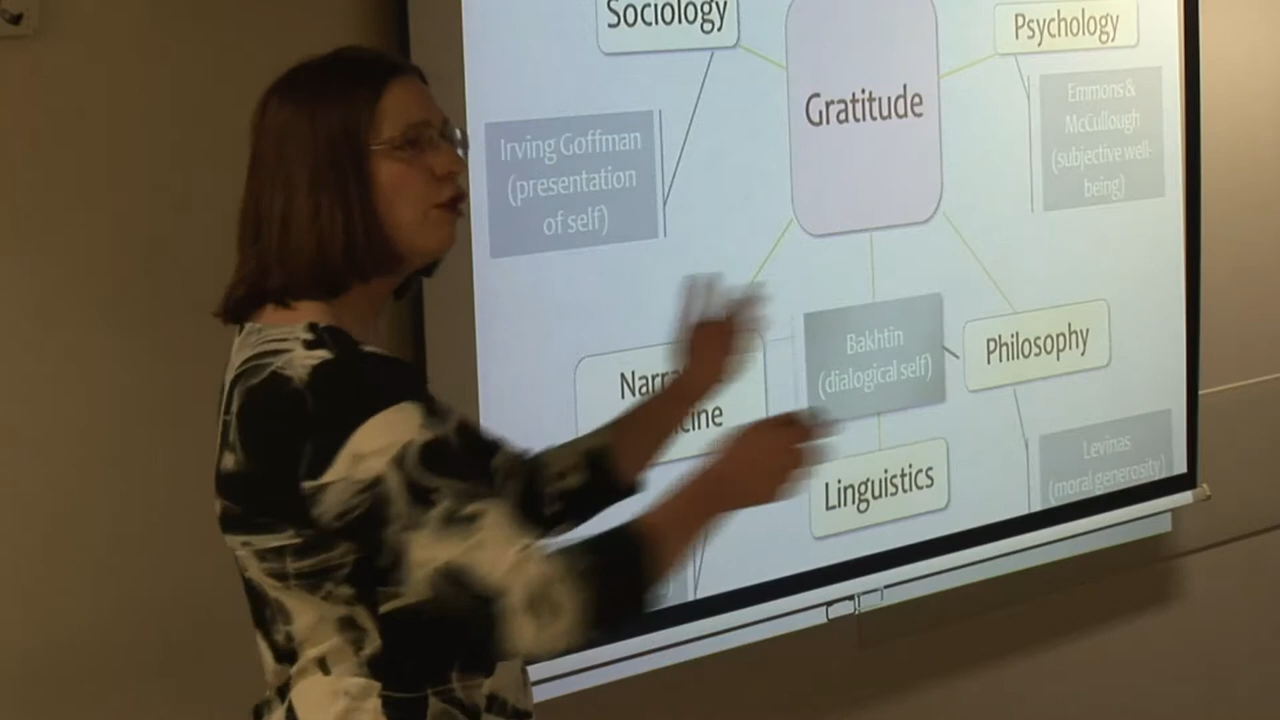 Sociology
Gratitude
Psychology
Irving Goffman
(presentation
of self)
Emmons &
McCullough
(subjective well-
being)
Bakhtin
(dialogical self)
Philosophy
Linguistics
Levinas
(moral generosity)